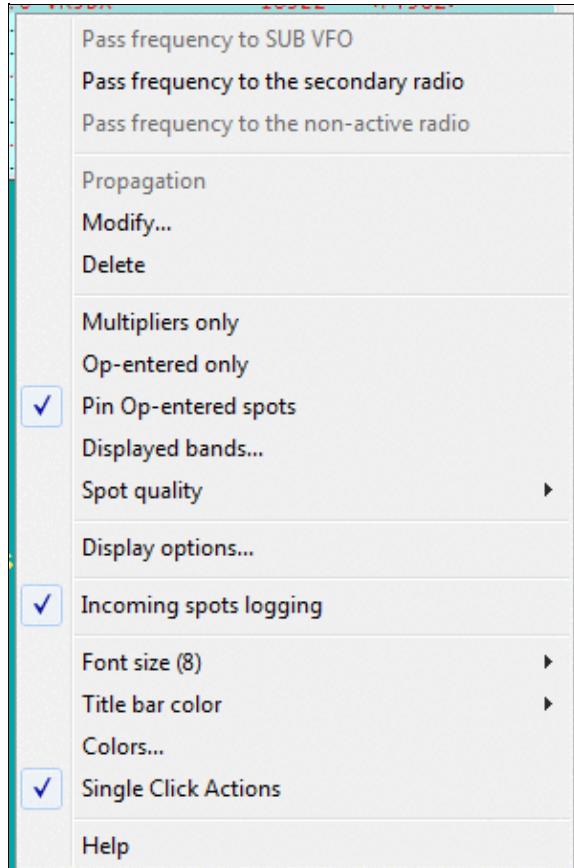 Pass frequency to SUB VFO
Pass frequency to the secondary radio
Pass frequency to the non-active radio
Propagation
Modify...
Delete
Multipliers only
Op-entered only
Pin Op-entered spots
Displayed bands...
Spot quality
Display options...
Incoming spots logging
Font size (8)
Title bar color
Colors...
Single Click Actions
Help